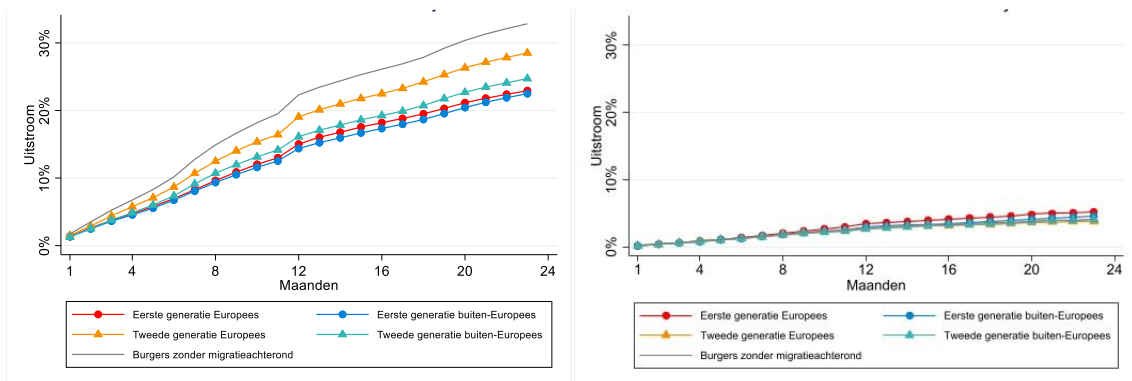 30%
20%
10%
0%
Uitstroom
1 4 8 12 16 20 24
Maanden
Eerste generatie Europees
Eerste generatie buiten-Europees
Tweede generatie Europees
Tweede generatie buiten-Europees
Burgers zonder migratieachterond
30%
20%
10%
0%
Uitstroom
1 4 8 12 16 20 24
Maanden
Eerste generatie Europees
Eerste generatie buiten-Europees
Tweede generatie Europees
Tweede generatie buiten-Europees
Burgers zonder migratieachterond